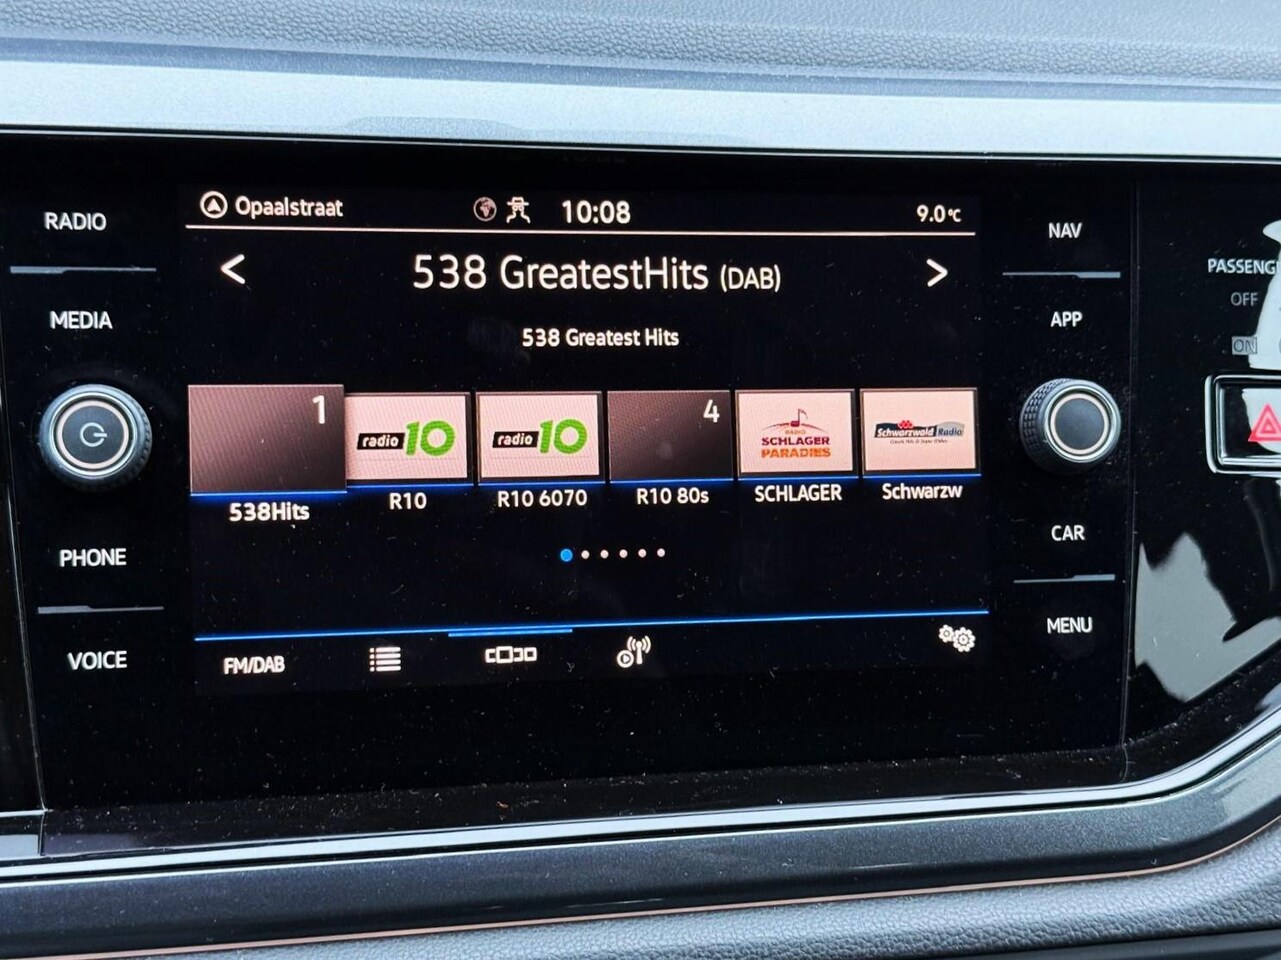 RADIO
MEDIA
PHONE
VOICE
Opaalstraat
10:08
9.0°C
< 538 GreatestHits (DAB) >
538 Greatest Hits
1
radio 10
radio 10
4
RADIO
SCHLAGER
PARADIES
Schwarzwald Radio
538Hits
R10
R10 6070
R10 80s
SCHLAGER
Schwarzw
FM/DAB
NAV
APP
CAR
MENU
PASSENG
OFF
ON